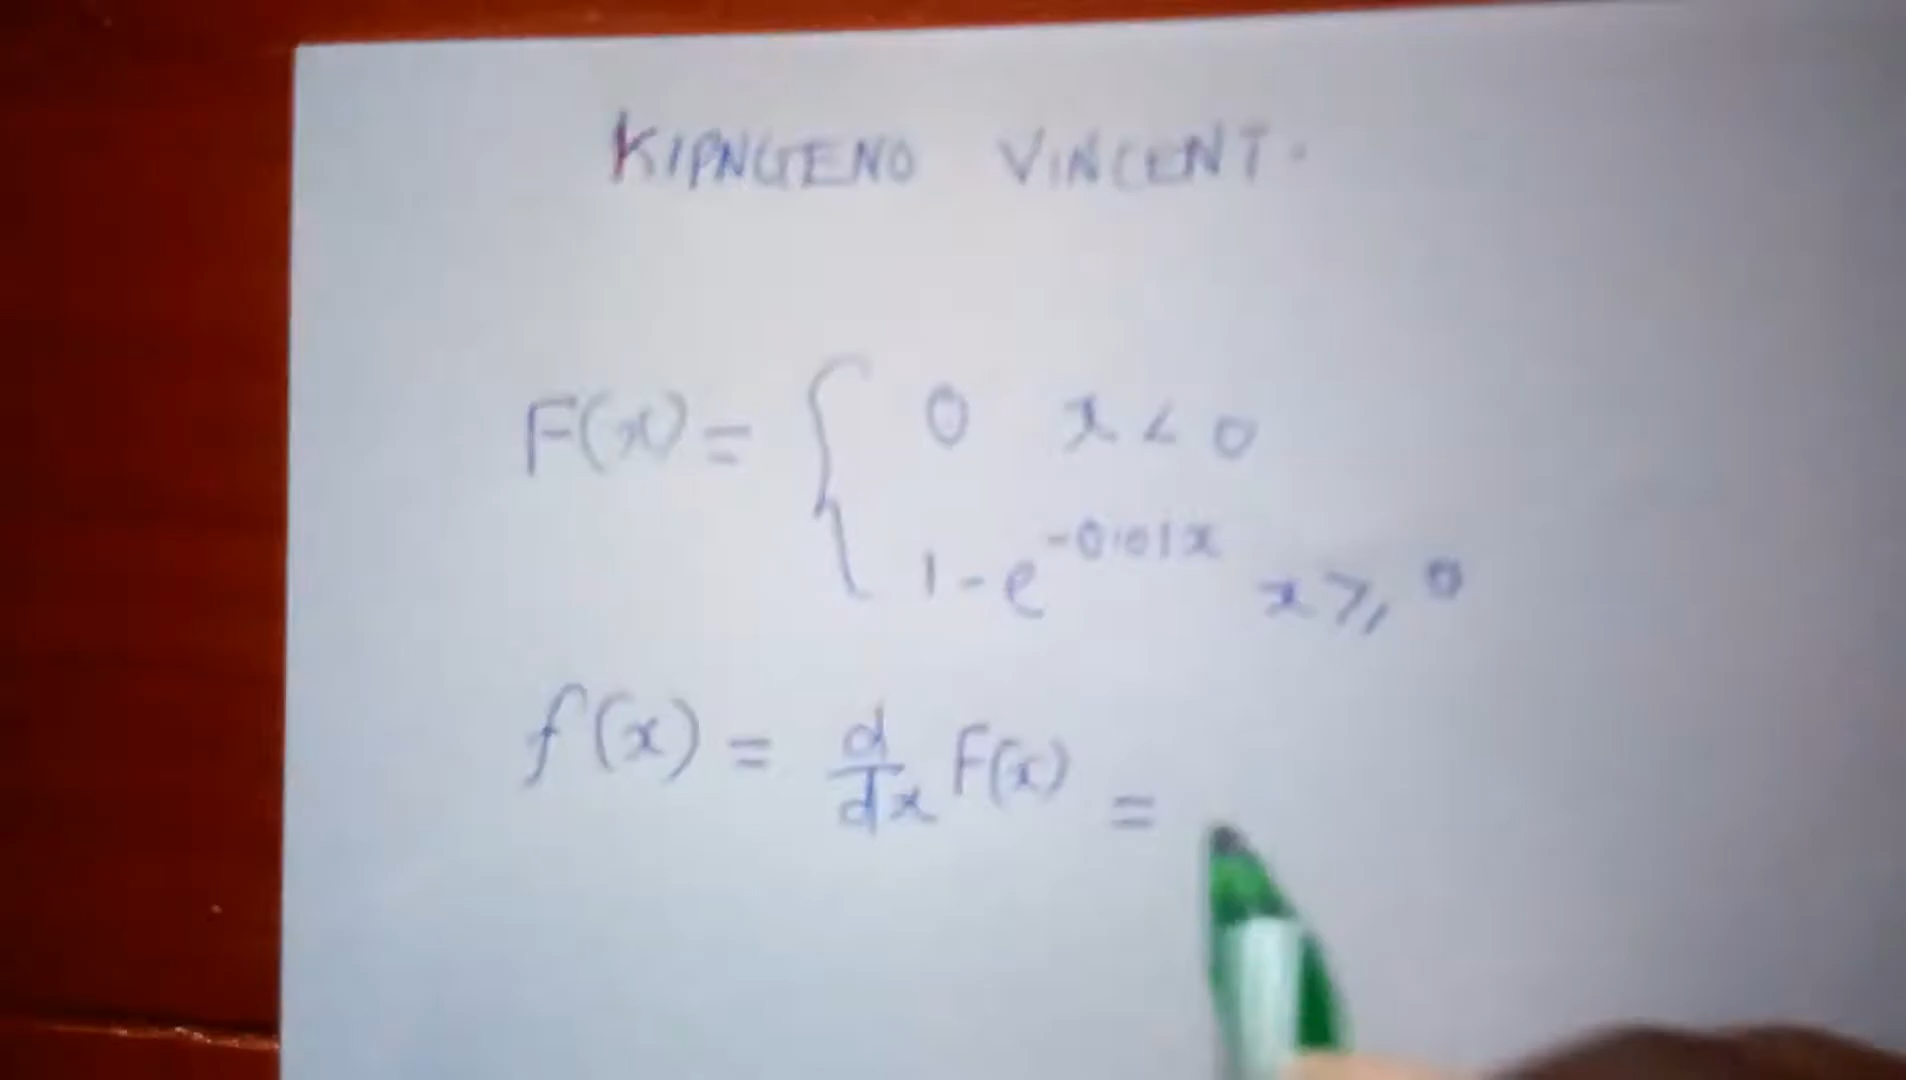 KIPNGENO VINCENT.
F(x) = { 0 x < 0
1 - e^{-0.01x} x ≥ 0
f(x) = d/dx F(x) =